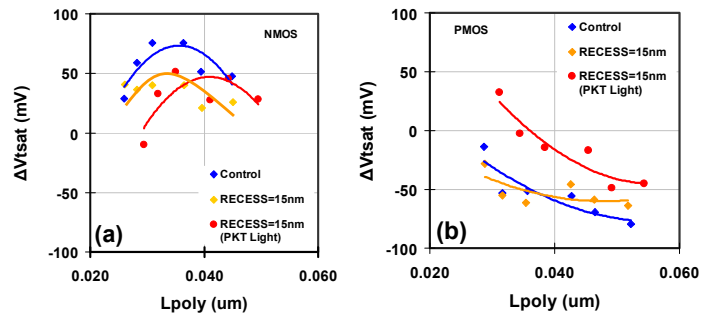 100
50
0
-50
-100
ΔVtsat (mV)
NMOS
Control
RECESS=15nm
RECESS=15nm
(PKT Light)
(a)
0.020
0.040
0.060
Lpoly (um)
100
50
0
-50
-100
ΔVtsat (mV)
PMOS
Control
RECESS=15nm
RECESS=15nm
(PKT Light)
(b)
0.020
0.040
0.060
Lpoly (um)